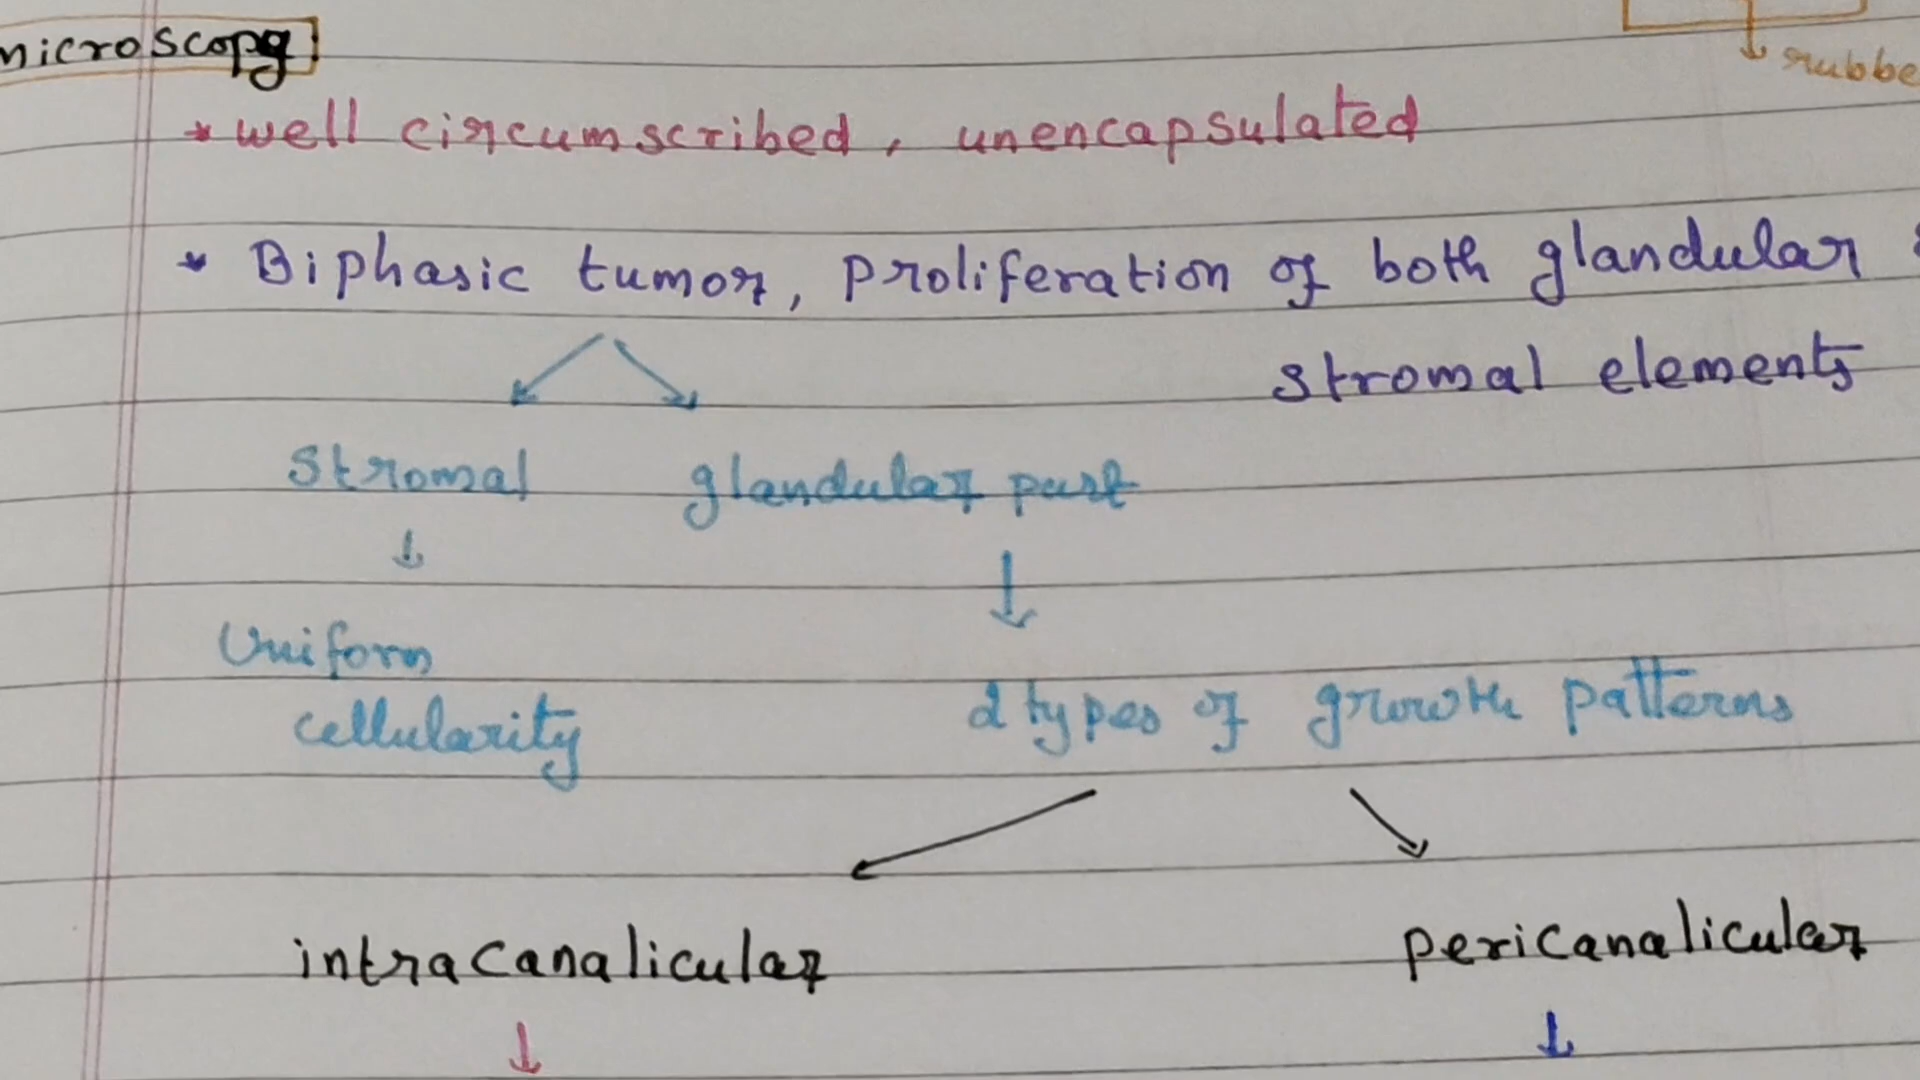 microscopy
rubbe
* well circumscribed, unencapsulated
* Biphasic tumor, Proliferation of both glandular
stromal elements
Stromal glandular part
Uniform
cellularity
2 types of growth patterns
intracanalicular pericanalicular